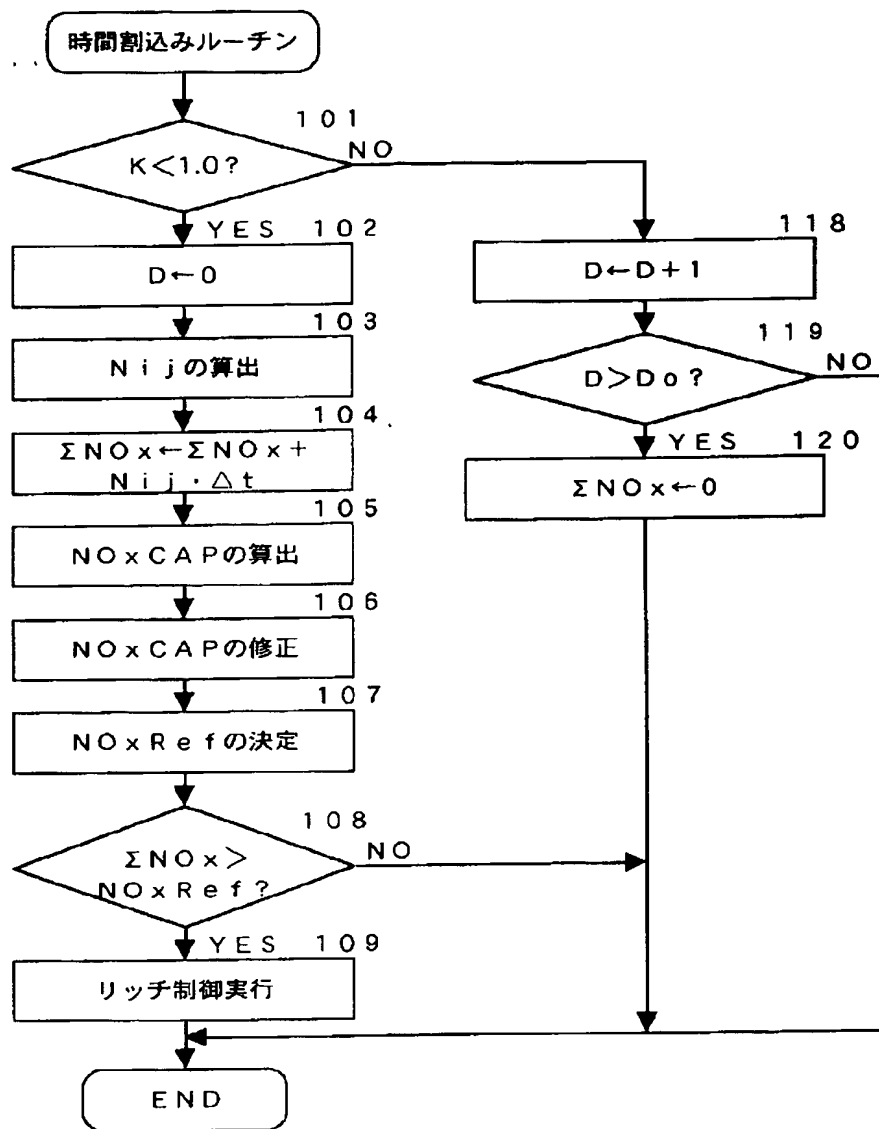 時間割込みルーチン
101
K<1.0?
NO
YES
102
D←0
103
Nijの算出
104
ΣNOx←ΣNOx+
Nij・△t
105
NOxCAPの算出
106
NOxCAPの修正
107
NOxRefの決定
108
ΣNOx>
NOxRef?
NO
YES
109
リッチ制御実行
END
118
D←D+1
119
D>Do?
NO
YES
120
ΣNOx←0